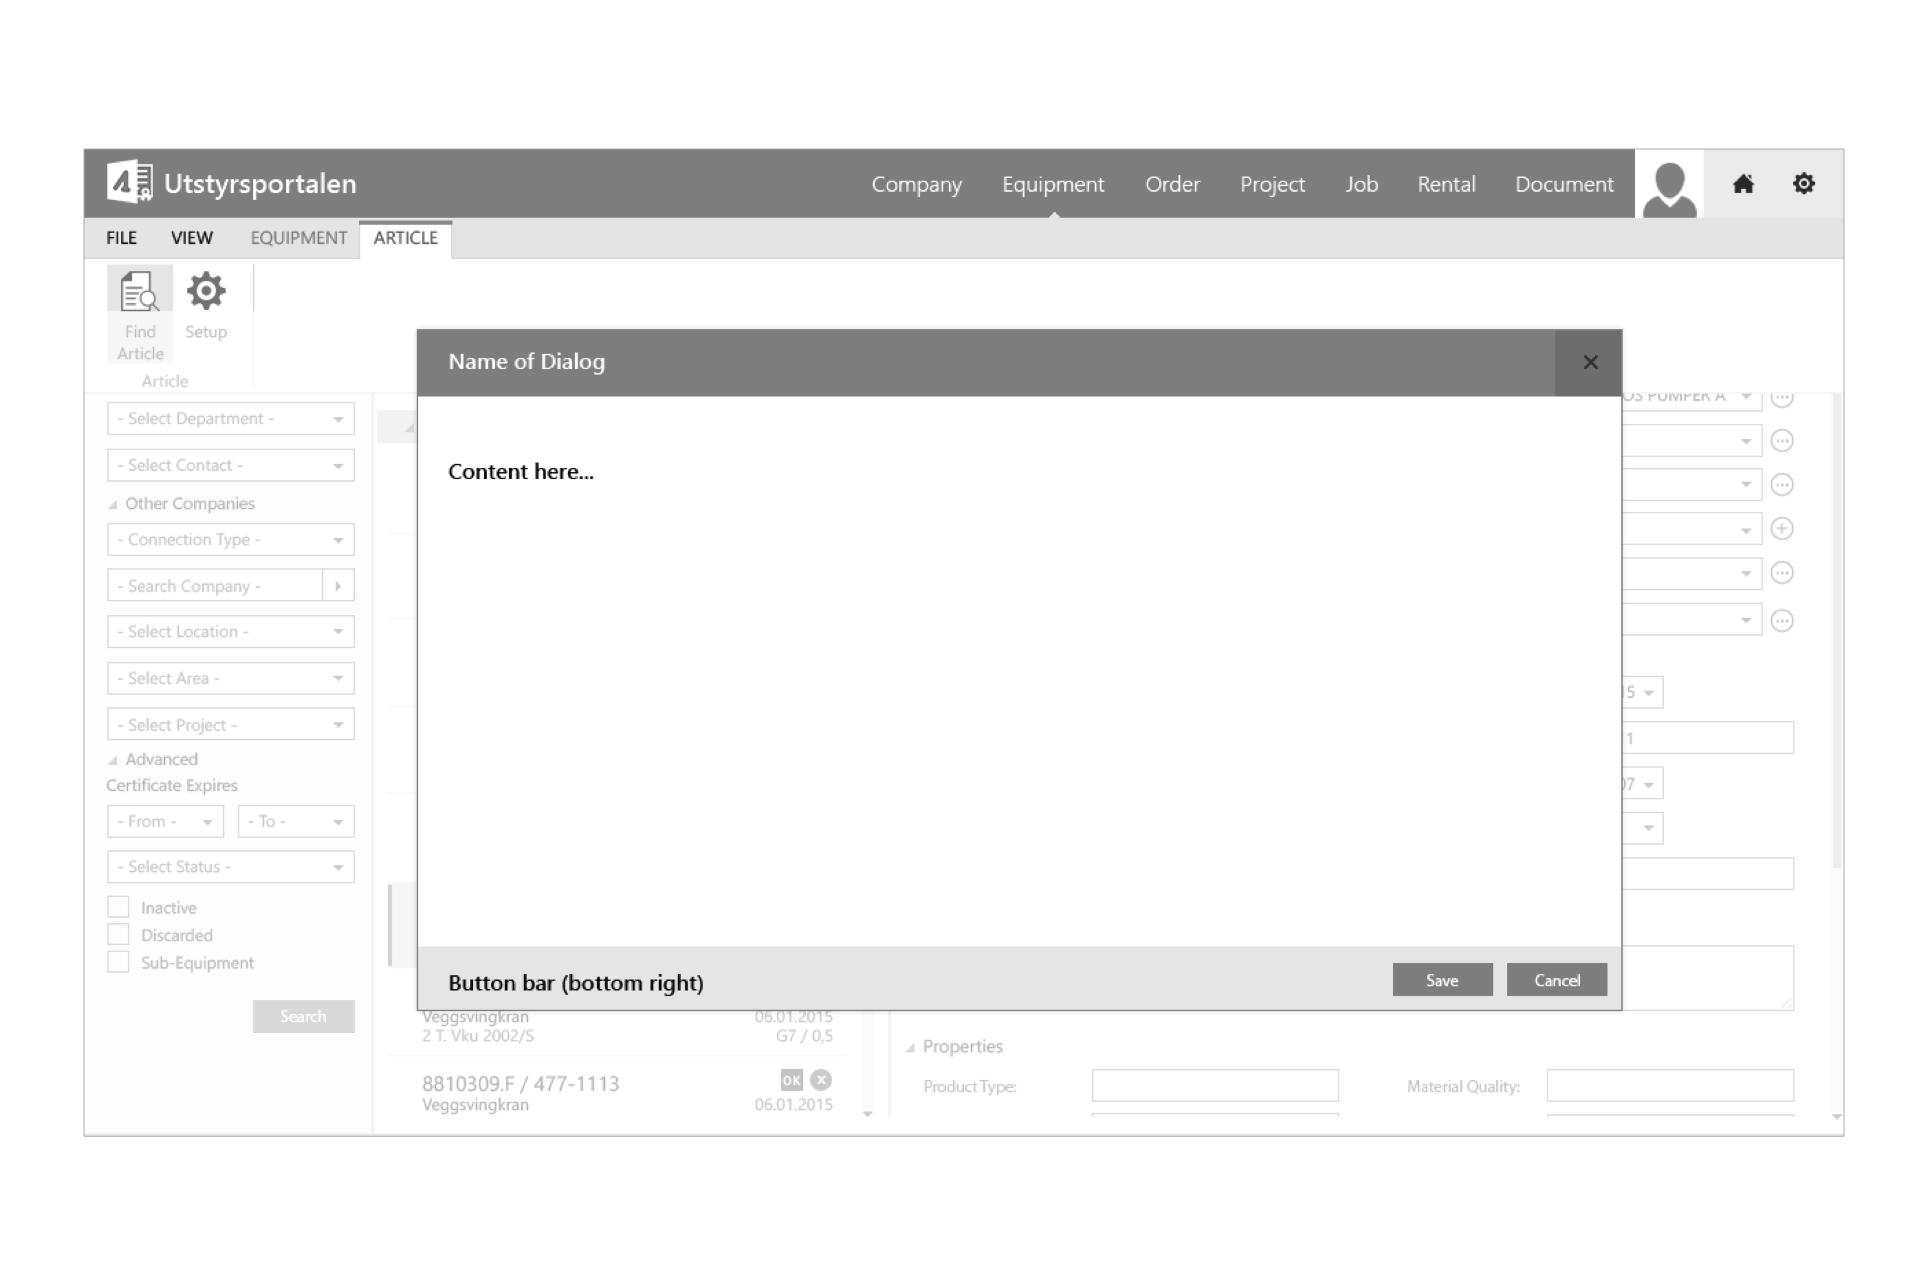 Utstyrsportalen
Company Equipment Order Project Job Rental Document
FILE VIEW EQUIPMENT ARTICLE
Find
Article
Setup
Article
- Select Department -
- Select Contact -
Other Companies
- Connection Type -
- Search Company -
- Select Location -
- Select Area -
- Select Project -
Advanced
Certificate Expires
- From - - To -
- Select Status -
Inactive
Discarded
Sub-Equipment
Search
Name of Dialog
Content here...
Button bar (bottom right)
Save Cancel
PUMPER A
1
Veggsvingkran 06.01.2015
2 T. Vku 2002/S G7 / 0,5
8810309.F / 477-1113 OK
Veggsvingkran 06.01.2015
Properties
Product Type: Material Quality: